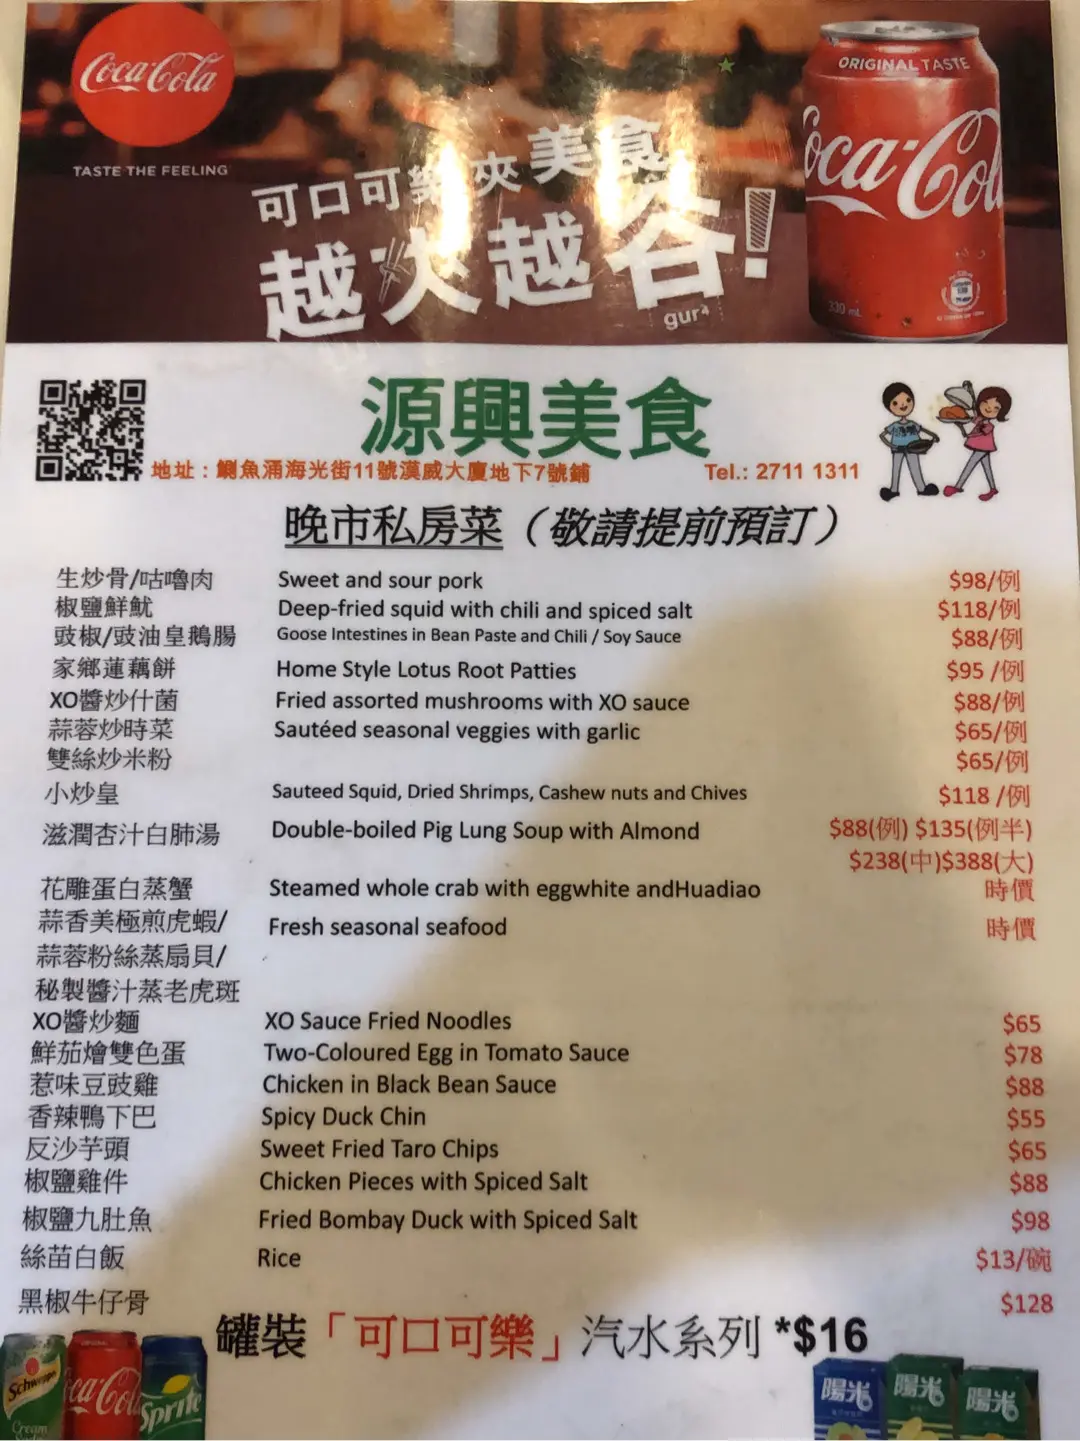 Coca-Cola
TASTE THE FEELING
ORIGINAL TASTE
Coca-Cola
330 mL
可口可樂夾美食
越夾越谷!
gur⁴
源興美食
地址：鰂魚涌海光街11號漢威大廈地下7號鋪 Tel.: 2711 1311
晚市私房菜（敬請提前預訂）
生炒骨/咕嚕肉 Sweet and sour pork $98/例
椒鹽鮮魷 Deep-fried squid with chili and spiced salt $118/例
豉椒/豉油皇鵝腸 Goose Intestines in Bean Paste and Chili / Soy Sauce $88/例
家鄉蓮藕餅 Home Style Lotus Root Patties $95 /例
XO醬炒什菌 Fried assorted mushrooms with XO sauce $88/例
蒜蓉炒時菜 Sautéed seasonal veggies with garlic $65/例
雙絲炒米粉 $65/例
小炒皇 Sauteed Squid, Dried Shrimps, Cashew nuts and Chives $118 /例
滋潤杏汁白肺湯 Double-boiled Pig Lung Soup with Almond $88(例) $135(例半)
$238(中)$388(大)
花雕蛋白蒸蟹 Steamed whole crab with eggwhite andHuadiao 時價
蒜香美極煎虎蝦/ Fresh seasonal seafood 時價
蒜蓉粉絲蒸扇貝/
秘製醬汁蒸老虎斑
XO醬炒麵 XO Sauce Fried Noodles $65
鮮茄燴雙色蛋 Two-Coloured Egg in Tomato Sauce $78
惹味豆豉雞 Chicken in Black Bean Sauce $88
香辣鴨下巴 Spicy Duck Chin $55
反沙芋頭 Sweet Fried Taro Chips $65
椒鹽雞件 Chicken Pieces with Spiced Salt $88
椒鹽九肚魚 Fried Bombay Duck with Spiced Salt $98
絲苗白飯 Rice $13/碗
黑椒牛仔骨 $128
罐裝「可口可樂」汽水系列 *$16
Schweppes
Cream Soda
Coca-Cola
Sprite
陽光
陽光
陽光